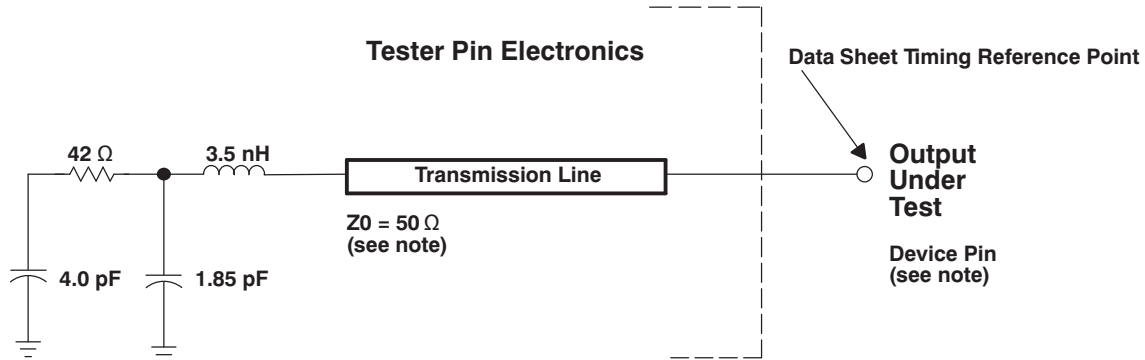 Tester Pin Electronics
Data Sheet Timing Reference Point
42 Ω
3.5 nH
Transmission Line
Output
Under
Test
Z0 = 50 Ω
(see note)
Device Pin
(see note)
4.0 pF
1.85 pF